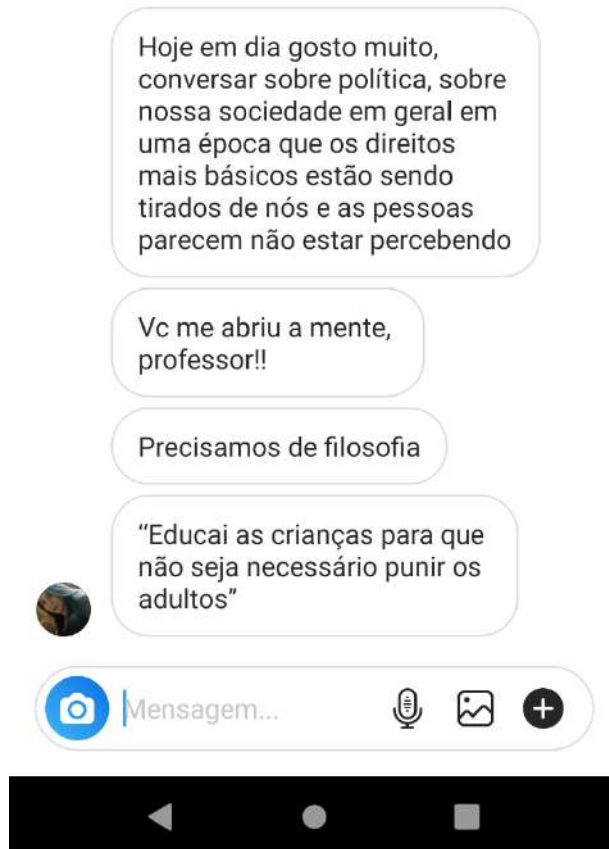 Hoje em dia gosto muito,
conversar sobre política, sobre
nossa sociedade em geral em
uma época que os direitos
mais básicos estão sendo
tirados de nós e as pessoas
parecem não estar percebendo
Vc me abriu a mente,
professor!!
Precisamos de filosofia
“Educai as crianças para que
não seja necessário punir os
adultos”
Mensagem...